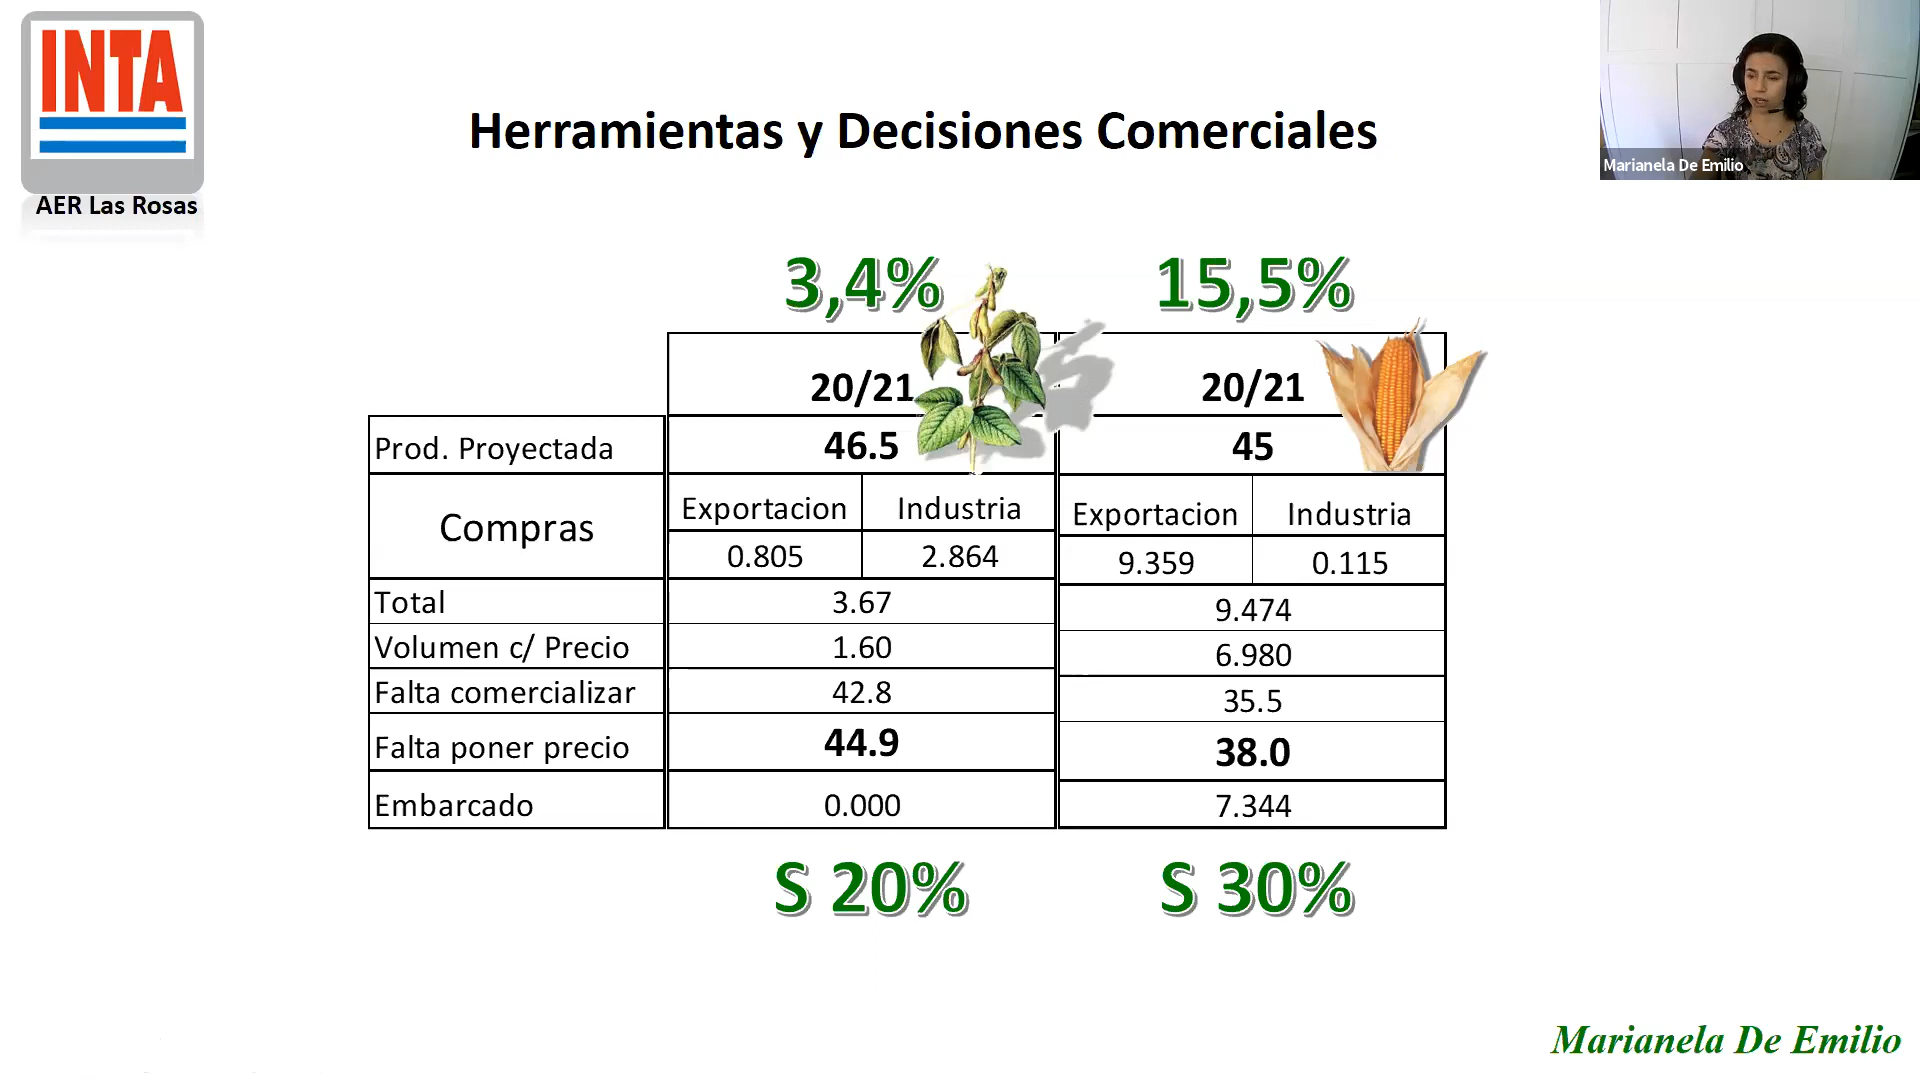 INTA
AER Las Rosas
Herramientas y Decisiones Comerciales
Marianela De Emilio
3,4% 15,5%
20/21 20/21
Prod. Proyectada 46.5 45
Compras Exportacion Industria Exportacion Industria
0.805 2.864 9.359 0.115
Total 3.67 9.474
Volumen c/ Precio 1.60 6.980
Falta comercializar 42.8 35.5
Falta poner precio 44.9 38.0
Embarcado 0.000 7.344
S 20% S 30%
Marianela De Emilio